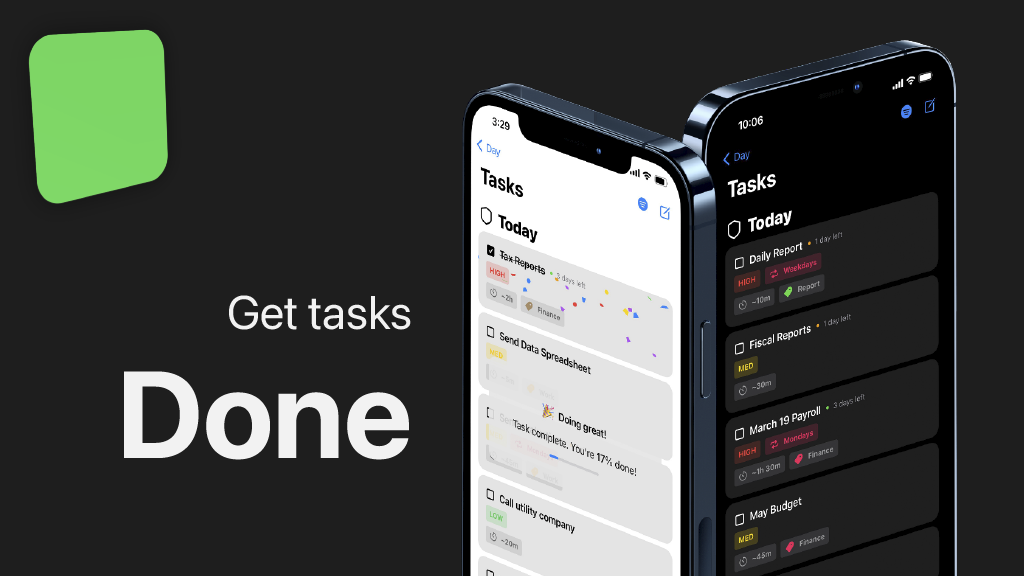 Get tasks
Done
3:29
Day
Tasks
Today
Tax Reports
3 days left
HIGH
~2h
Finance
Send Data Spreadsheet
MED
🎉 Doing great!
Task complete. You're 17% done!
Call utility company
LOW
~20m
10:06
Day
Tasks
Today
Daily Report • 1 day left
HIGH
Weekdays
~10m
Report
Fiscal Reports • 1 day left
MED
~30m
March 19 Payroll • 3 days left
HIGH
Mondays
~1h 30m
Finance
May Budget
MED
~45m
Finance